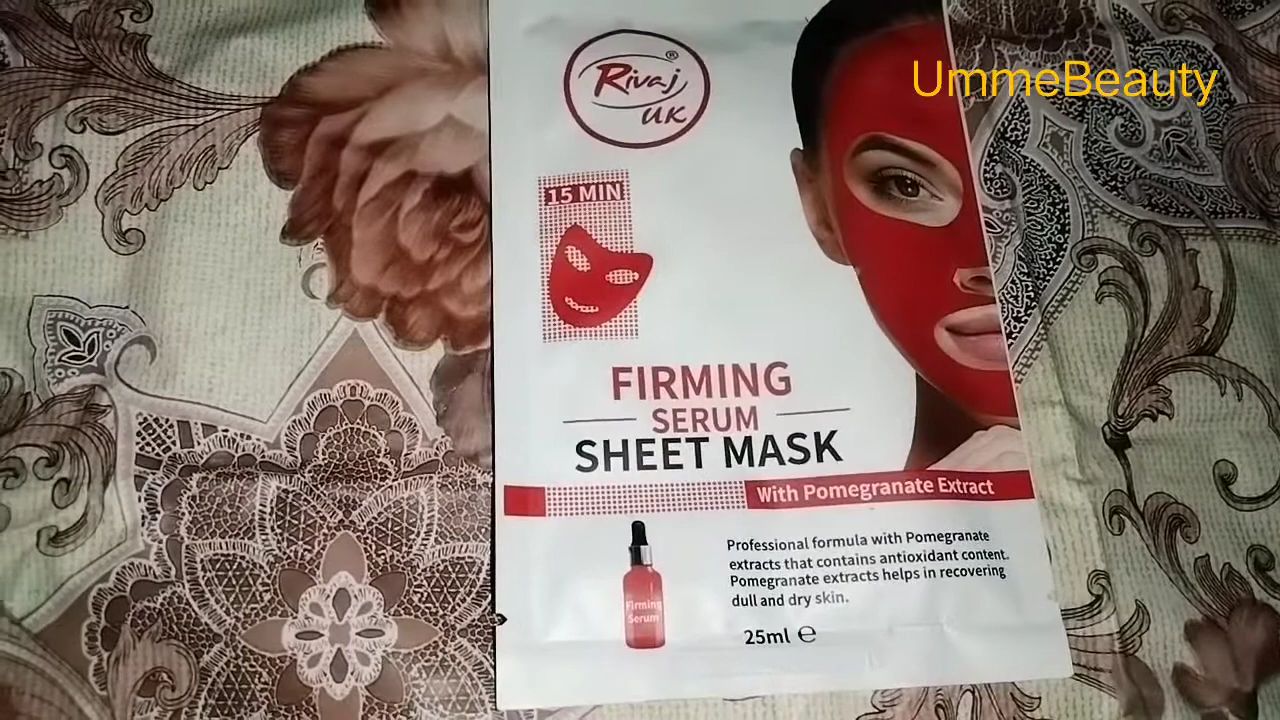 UmmeBeauty
Rivaj ®
UK
15 MIN
FIRMING
SERUM
SHEET MASK
With Pomegranate Extract
Professional formula with Pomegranate
extracts that contains antioxidant content.
Pomegranate extracts helps in recovering
dull and dry skin.
Firming
Serum
25ml ℮